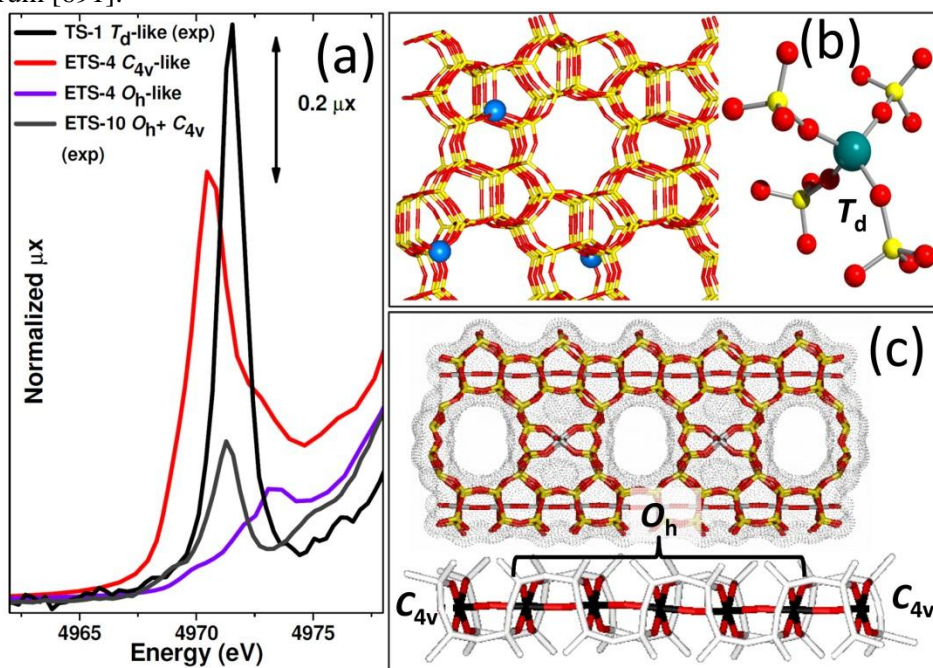 [691].
TS-1 Td-like (exp)
ETS-4 C4v-like
ETS-4 Oh-like
ETS-10 Oh+ C4v
(exp)
(a)
0.2 μx
Normalized μx
4965
4970
4975
Energy (eV)
(b)
Td
(c)
Oh
C4v
C4v